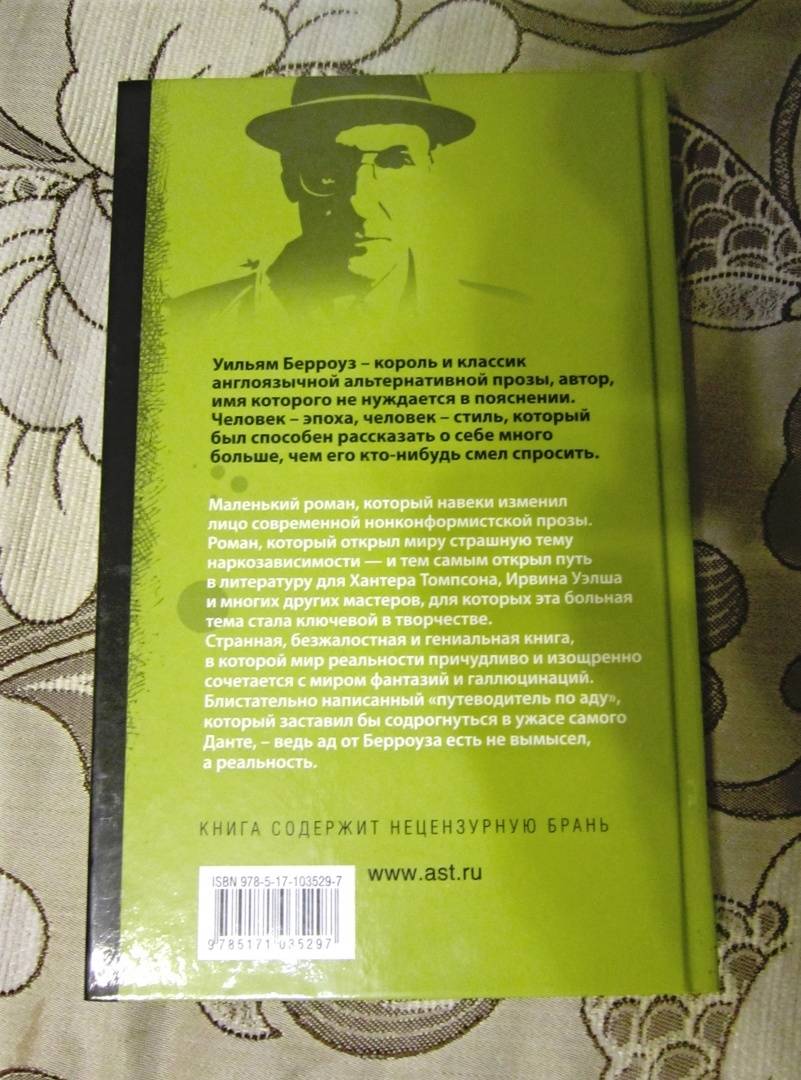 Уильям Берроуз – король и классик
англоязычной альтернативной прозы, автор,
имя которого не нуждается в пояснении.
Человек – эпоха, человек – стиль, который
был способен рассказать о себе много
больше, чем его кто-нибудь смел спросить.
Маленький роман, который навеки изменил
лицо современной нонконформистской прозы.
Роман, который открыл миру страшную тему
наркозависимости — и тем самым открыл путь
в литературу для Хантера Томпсона, Ирвина Уэлша
и многих других мастеров, для которых эта больная
тема стала ключевой в творчестве.
Странная, безжалостная и гениальная книга,
в которой мир реальности причудливо и изощренно
сочетается с миром фантазий и галлюцинаций.
Блистательно написанный «путеводитель по аду»,
который заставил бы содрогнуться в ужасе самого
Данте, – ведь ад от Берроуза есть не вымысел,
а реальность.
КНИГА СОДЕРЖИТ НЕЦЕНЗУРНУЮ БРАНЬ
www.ast.ru
ISBN 978-5-17-103529-7
9 785171 035297